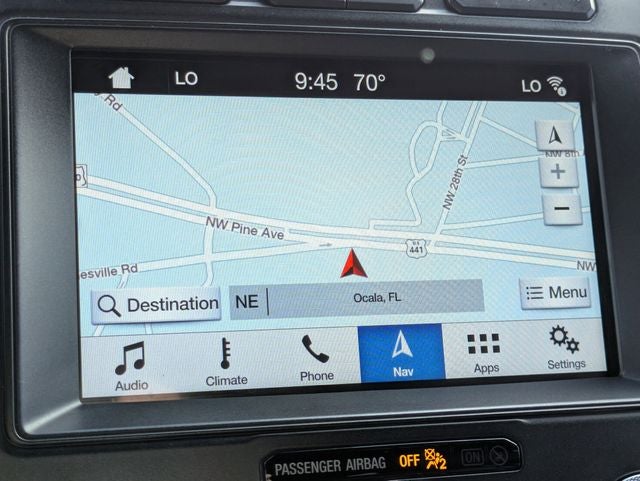 LO 9:45 70° LO
Rd
NW 8th
NW 28th St
NW Pine Ave
U.S.
441
esville Rd
NW
Destination
NE
Ocala, FL
Menu
Audio
Climate
Phone
Nav
Apps
Settings
PASSENGER AIRBAG OFF 2 ON